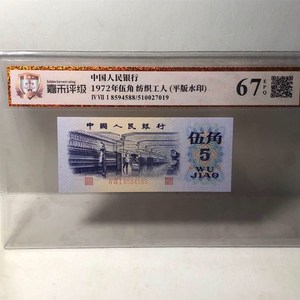 嘉禾评级
中国人民银行
1972年伍角 纺织工人 (平版水印)
IV VII I 8594588/510027019
67 EPQ
中国人民银行
伍角
5
WU
JIAO